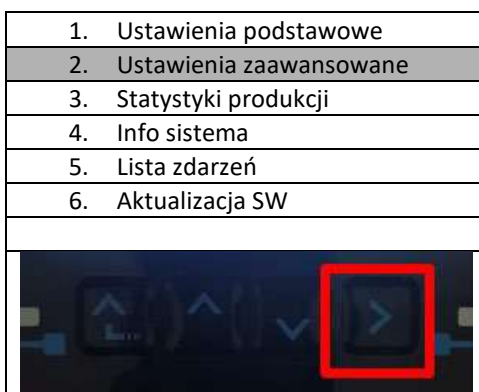 1. Ustawienia podstawowe
2. Ustawienia zaawansowane
3. Statystyki produkcji
4. Info sistema
5. Lista zdarzeń
6. Aktualizacja SW